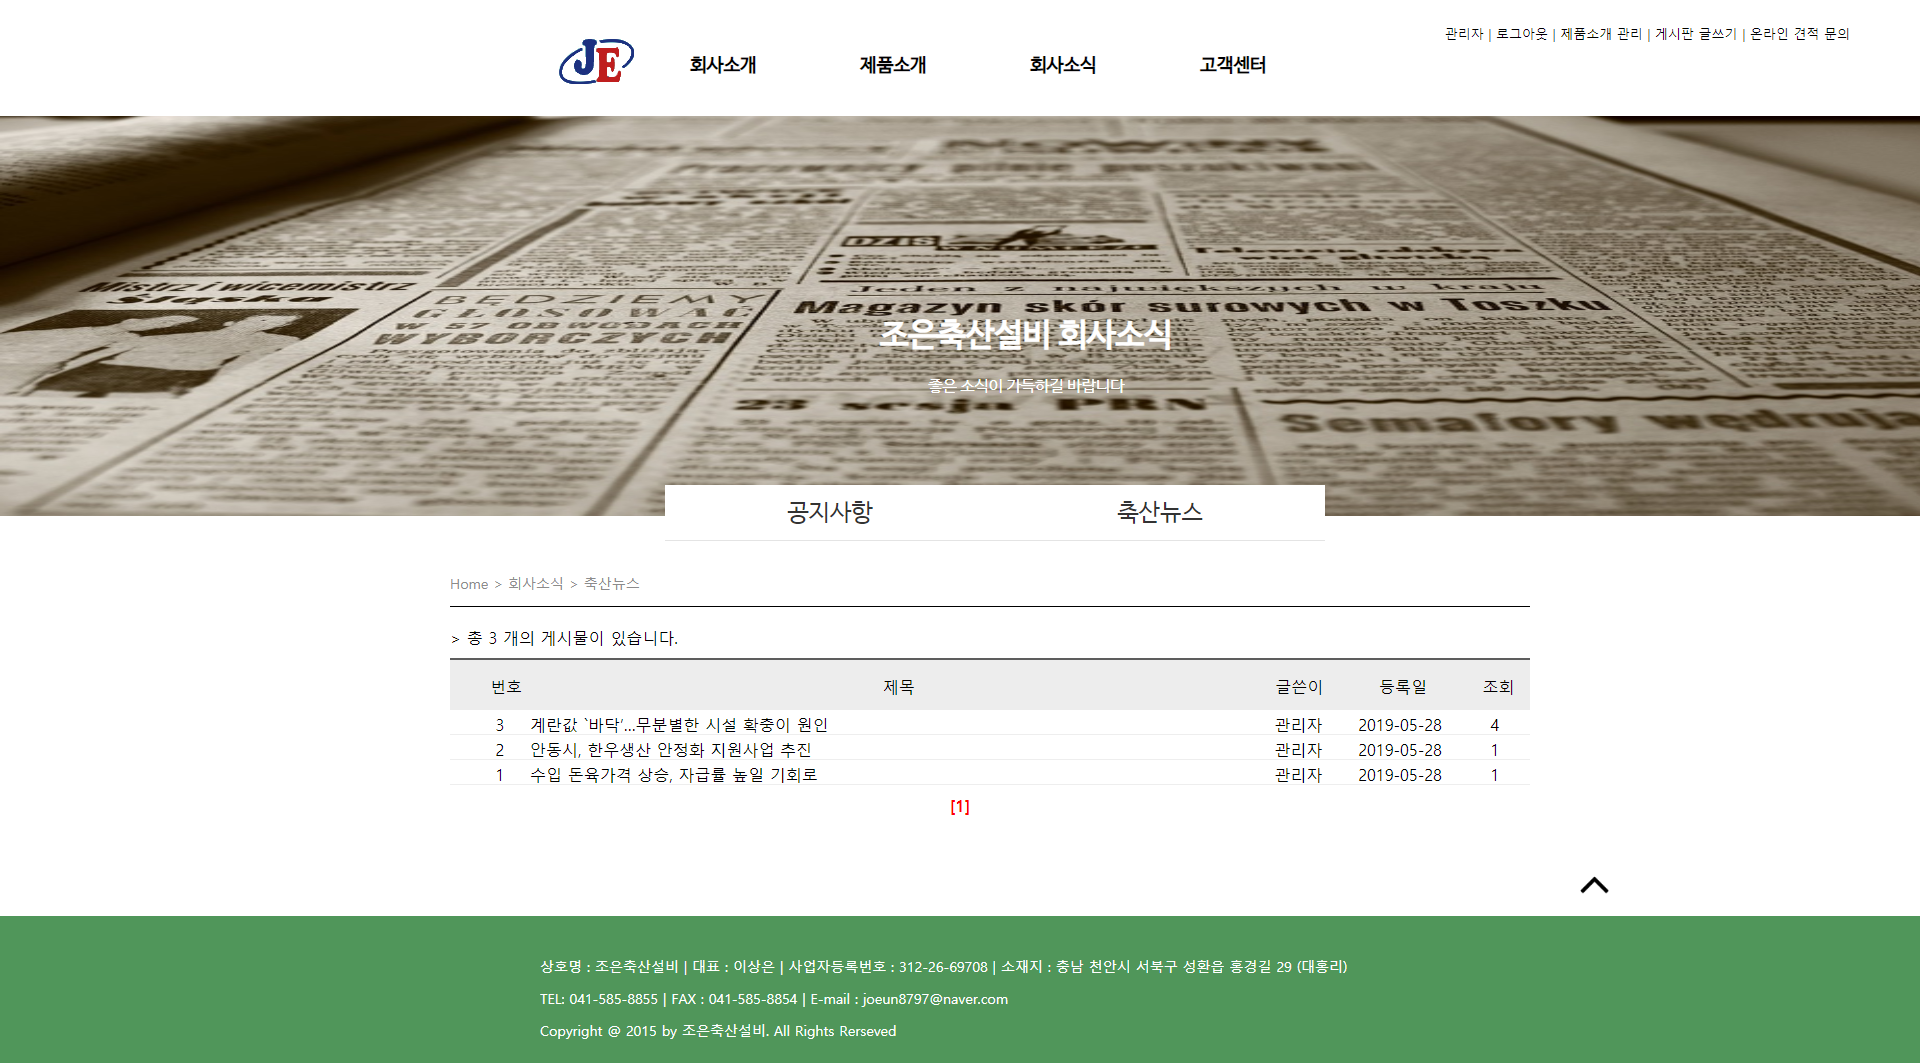 관리자 | 로그아웃 | 제품소개 관리 | 게시판 글쓰기 | 온라인 견적 문의
JE 회사소개 제품소개 회사소식 고객센터
Mistrz i wicemistrz
Śląska
BĘDZIEMY
GŁOSOWAĆ
W 57 OBWODACH
WYBORCZYCH
Jeden z największych w kraju
Magazyn skór surowych w Toszku
조은축산설비 회사소식
좋은 소식이 가득하길 바랍니다
23 sesja PRN
Semafory wędrują
공지사항 축산뉴스
Home > 회사소식 > 축산뉴스
> 총 3 개의 게시물이 있습니다.
번호 제목 글쓴이 등록일 조회
3 계란값 `바닥’…무분별한 시설 확충이 원인 관리자 2019-05-28 4
2 안동시, 한우생산 안정화 지원사업 추진 관리자 2019-05-28 1
1 수입 돈육가격 상승, 자급률 높일 기회로 관리자 2019-05-28 1
[1]
상호명 : 조은축산설비 | 대표 : 이상은 | 사업자등록번호 : 312-26-69708 | 소재지 : 충남 천안시 서북구 성환읍 홍경길 29 (대홍리)
TEL: 041-585-8855 | FAX : 041-585-8854 | E-mail : joeun8797@naver.com
Copyright @ 2015 by 조은축산설비. All Rights Rerseved